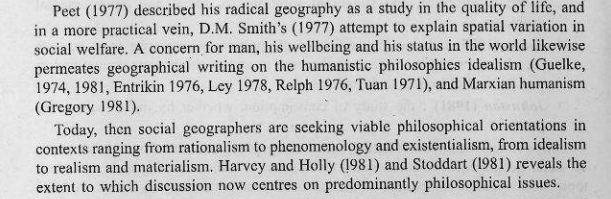 Peet (1977) described his radical geography as a study in the quality of life, and
in a more practical vein, D.M. Smith's (1977) attempt to explain spatial variation in
social welfare. A concern for man, his wellbeing and his status in the world likewise
permeates geographical writing on the humanistic philosophies idealism (Guelke,
1974, 1981, Entrikin 1976, Ley 1978, Relph 1976, Tuan 1971), and Marxian humanism
(Gregory 1981).
Today, then social geographers are seeking viable philosophical orientations in
contexts ranging from rationalism to phenomenology and existentialism, from idealism
to realism and materialism. Harvey and Holly (1981) and Stoddart (1981) reveals the
extent to which discussion now centres on predominantly philosophical issues.